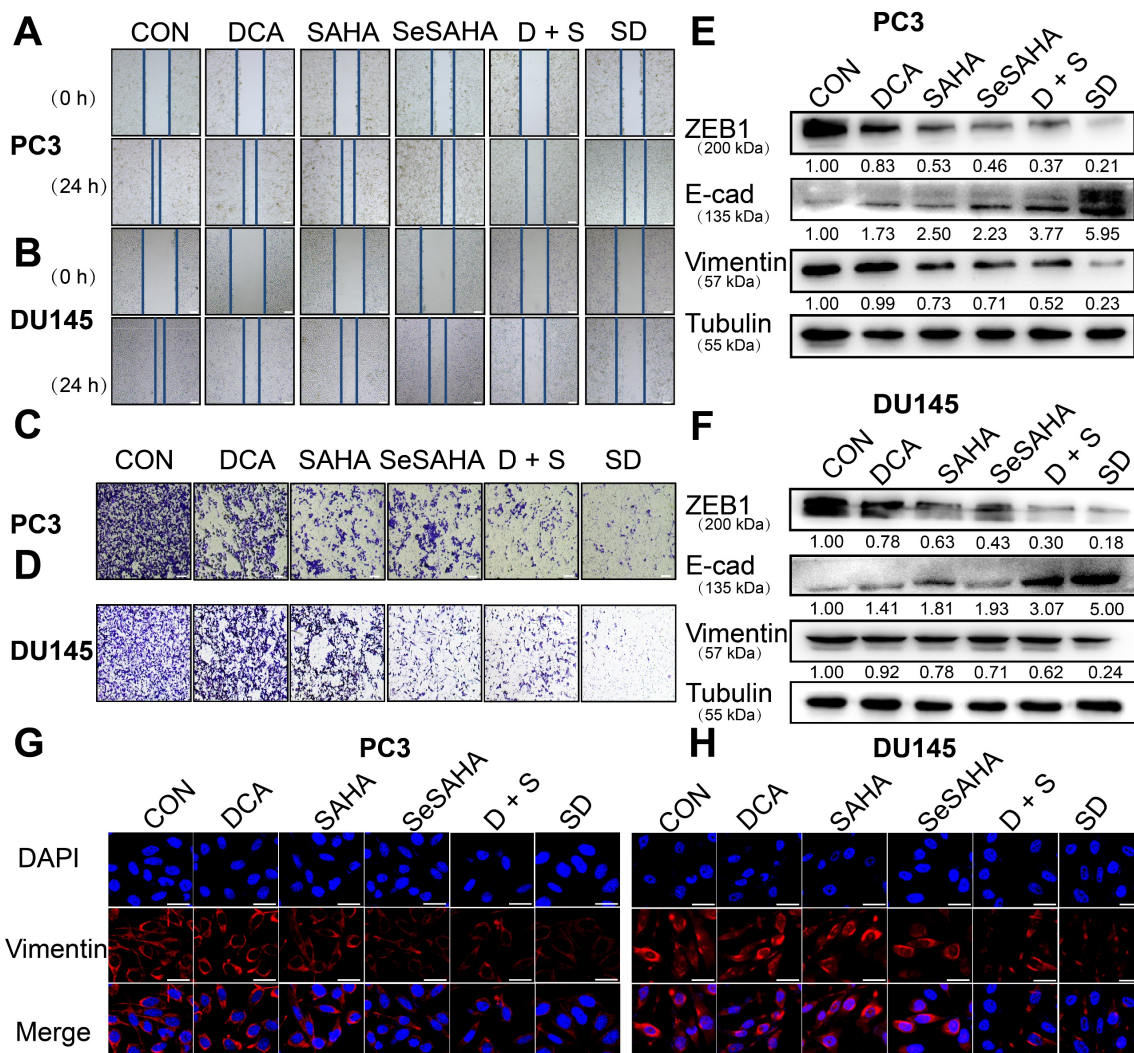 A
CON DCA SAHA SeSAHA D + S SD
(0 h)
PC3
(24 h)
B
(0 h)
DU145
(24 h)
C
CON DCA SAHA SeSAHA D + S SD
PC3
D
DU145
E
PC3
CON DCA SAHA SeSAHA D + S SD
ZEB1
(200 kDa)
1.00 0.83 0.53 0.46 0.37 0.21
E-cad
(135 kDa)
1.00 1.73 2.50 2.23 3.77 5.95
Vimentin
(57 kDa)
1.00 0.99 0.73 0.71 0.52 0.23
Tubulin
(55 kDa)
F
DU145
CON DCA SAHA SeSAHA D + S SD
ZEB1
(200 kDa)
1.00 0.78 0.63 0.43 0.30 0.18
E-cad
(135 kDa)
1.00 1.41 1.81 1.93 3.07 5.00
Vimentin
(57 kDa)
1.00 0.92 0.78 0.71 0.62 0.24
Tubulin
(55 kDa)
G
PC3
CON DCA SAHA SeSAHA D + S SD
DAPI
Vimentin
Merge
H
DU145
CON DCA SAHA SeSAHA D + S SD